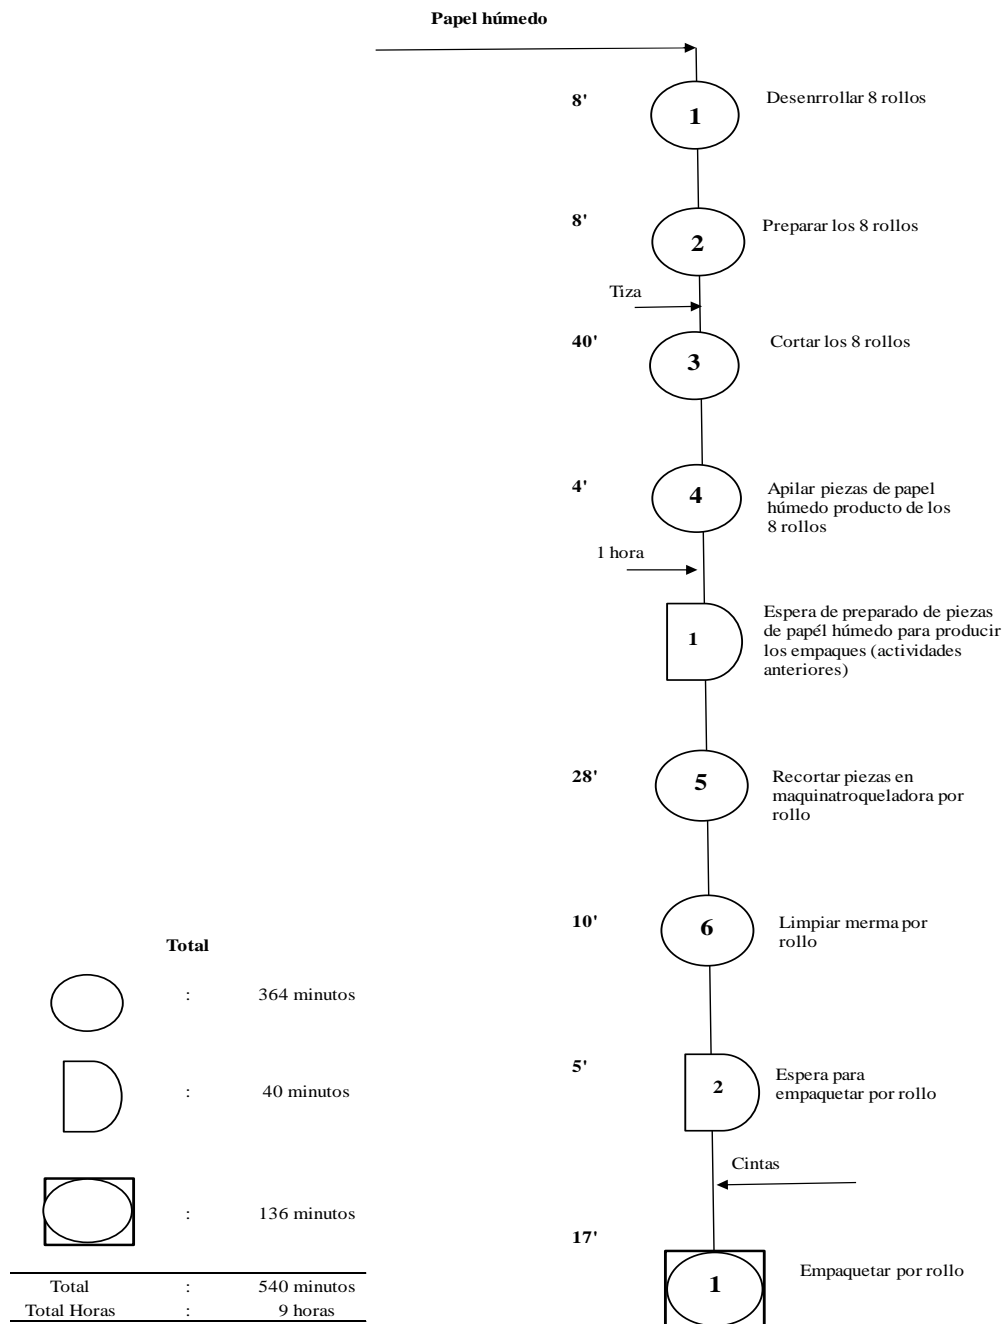 Papel húmedo
8'
1
Desenrrollar 8 rollos
8'
2
Preparar los 8 rollos
Tiza
40'
3
Cortar los 8 rollos
4'
4
Apilar piezas de papel
húmedo producto de los
8 rollos
1 hora
1
Espera de preparado de piezas
de papél húmedo para producir
los empaques (actividades
anteriores)
28'
5
Recortar piezas en
maquinatroqueladora por
rollo
10'
6
Limpiar merma por
rollo
5'
2
Espera para
empaquetar por rollo
Cintas
17'
1
Empaquetar por rollo
Total
: 364 minutos
: 40 minutos
: 136 minutos
Total : 540 minutos
Total Horas : 9 horas